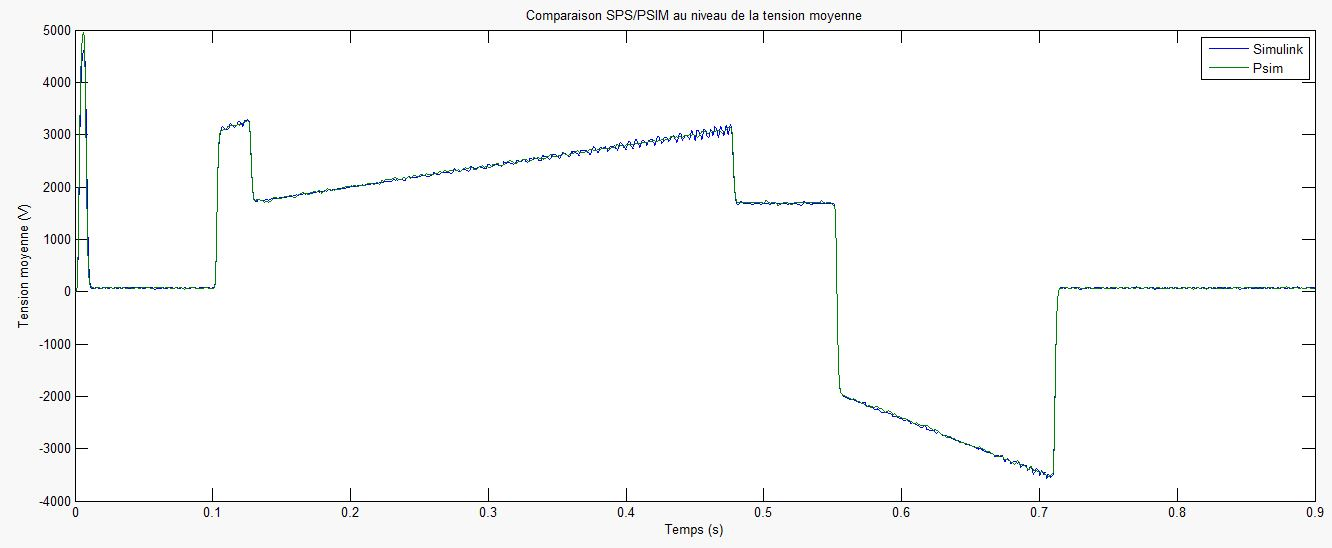 Comparaison SPS/PSIM au niveau de la tension moyenne
Simulink
Psim
Tension moyenne (V)
5000
4000
3000
2000
1000
0
-1000
-2000
-3000
-4000
0 0.1 0.2 0.3 0.4 0.5 0.6 0.7 0.8 0.9
Temps (s)